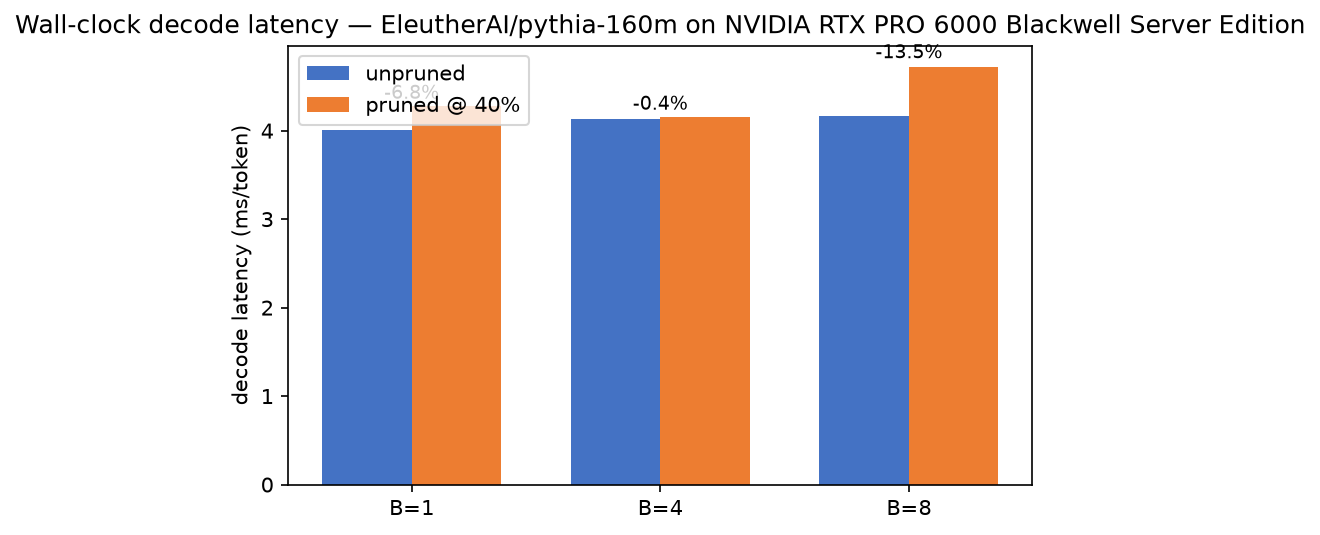 Wall-clock decode latency — EleutherAI/pythia-160m on NVIDIA RTX PRO 6000 Blackwell Server Edition
-13.5%
unpruned
-6.8%
pruned @ 40%
-0.4%
decode latency (ms/token)
4
3
2
1
0
B=1
B=4
B=8